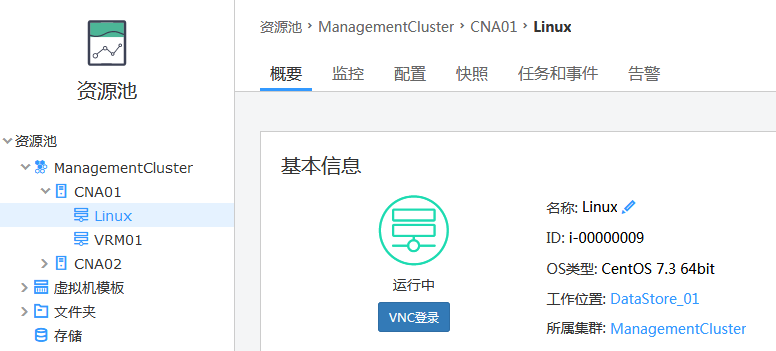 资源池
资源池
ManagementCluster
CNA01
Linux
VRM01
CNA02
虚拟机模板
文件夹
存储
资源池 › ManagementCluster › CNA01 › Linux
概要 监控 配置 快照 任务和事件 告警
基本信息
运行中
VNC登录
名称: Linux
ID: i-00000009
OS类型: CentOS 7.3 64bit
工作位置: DataStore_01
所属集群: ManagementCluster